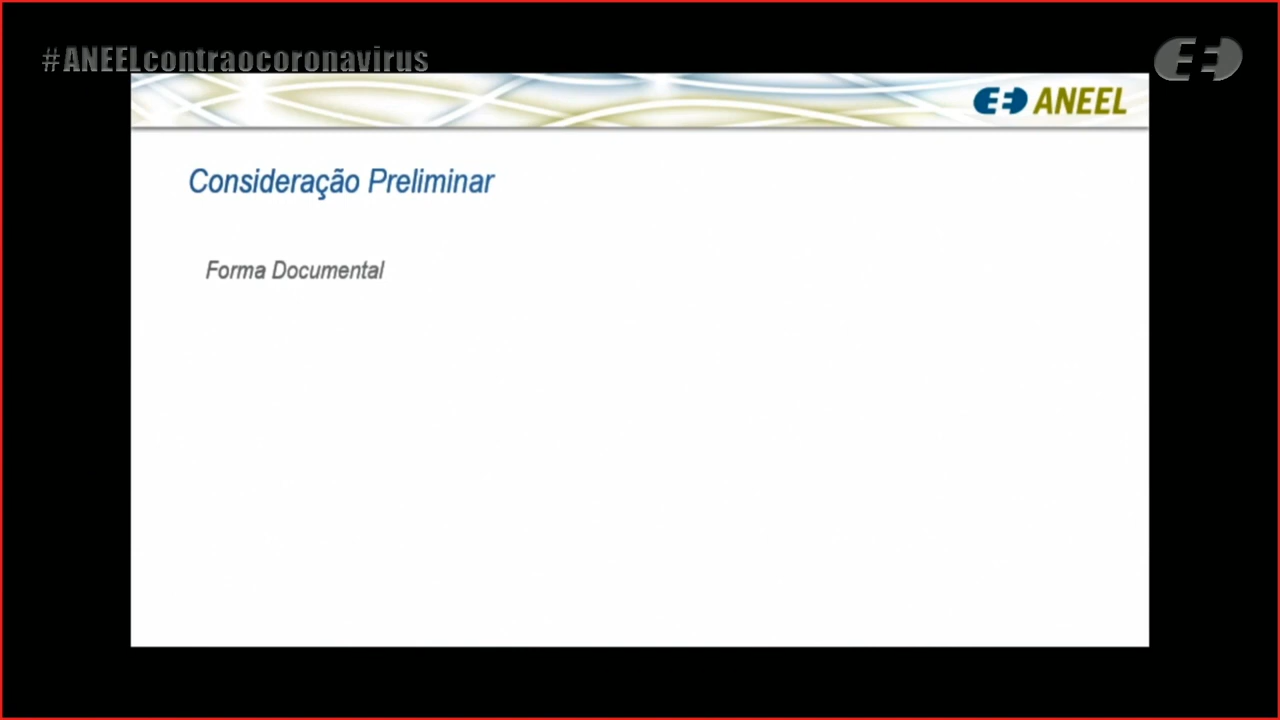 #ANEELcontraocoronavirus
ANEEL
Consideração Preliminar
Forma Documental